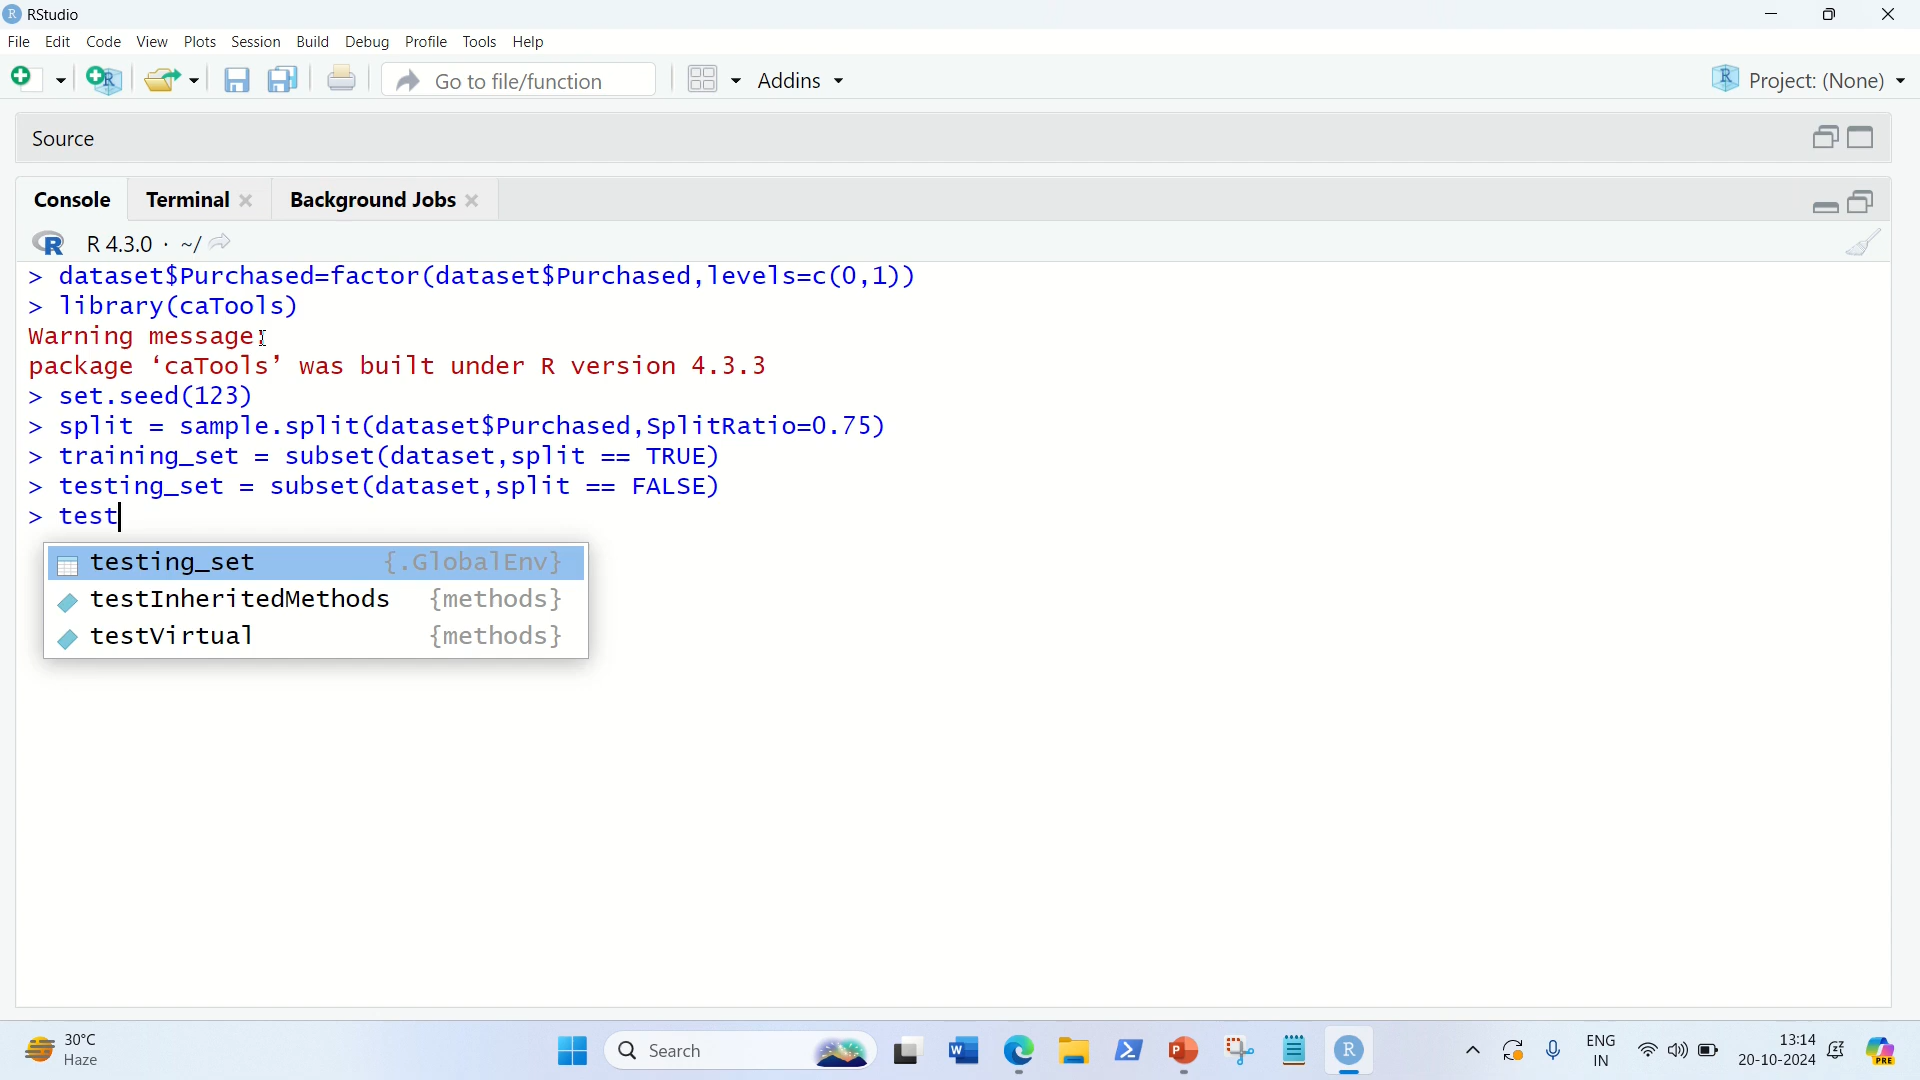 RStudio
File Edit Code View Plots Session Build Debug Profile Tools Help
Go to file/function Addins Project: (None)
Source
Console Terminal Background Jobs
R 4.3.0 · ~/
> dataset$Purchased=factor(dataset$Purchased,levels=c(0,1))
> library(caTools)
Warning message:
package ‘caTools’ was built under R version 4.3.3
> set.seed(123)
> split = sample.split(dataset$Purchased,SplitRatio=0.75)
> training_set = subset(dataset,split == TRUE)
> testing_set = subset(dataset,split == FALSE)
> test
testing_set {.GlobalEnv}
testInheritedMethods {methods}
testVirtual {methods}
30°C
Haze
Search
ENG
IN
13:14
20-10-2024